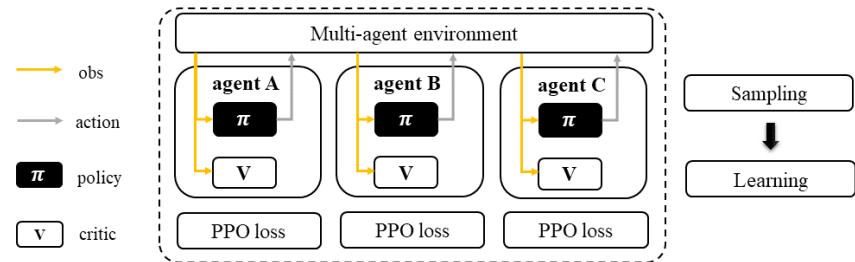 Multi-agent environment
obs
action
π policy
V critic
agent A
π
V
PPO loss
agent B
π
V
PPO loss
agent C
π
V
PPO loss
Sampling
Learning